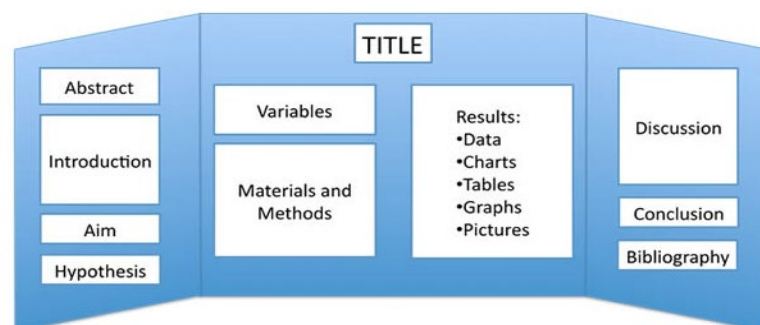 TITLE
Abstract
Introduction
Aim
Hypothesis
Variables
Materials and
Methods
Results:
•Data
•Charts
•Tables
•Graphs
•Pictures
Discussion
Conclusion
Bibliography